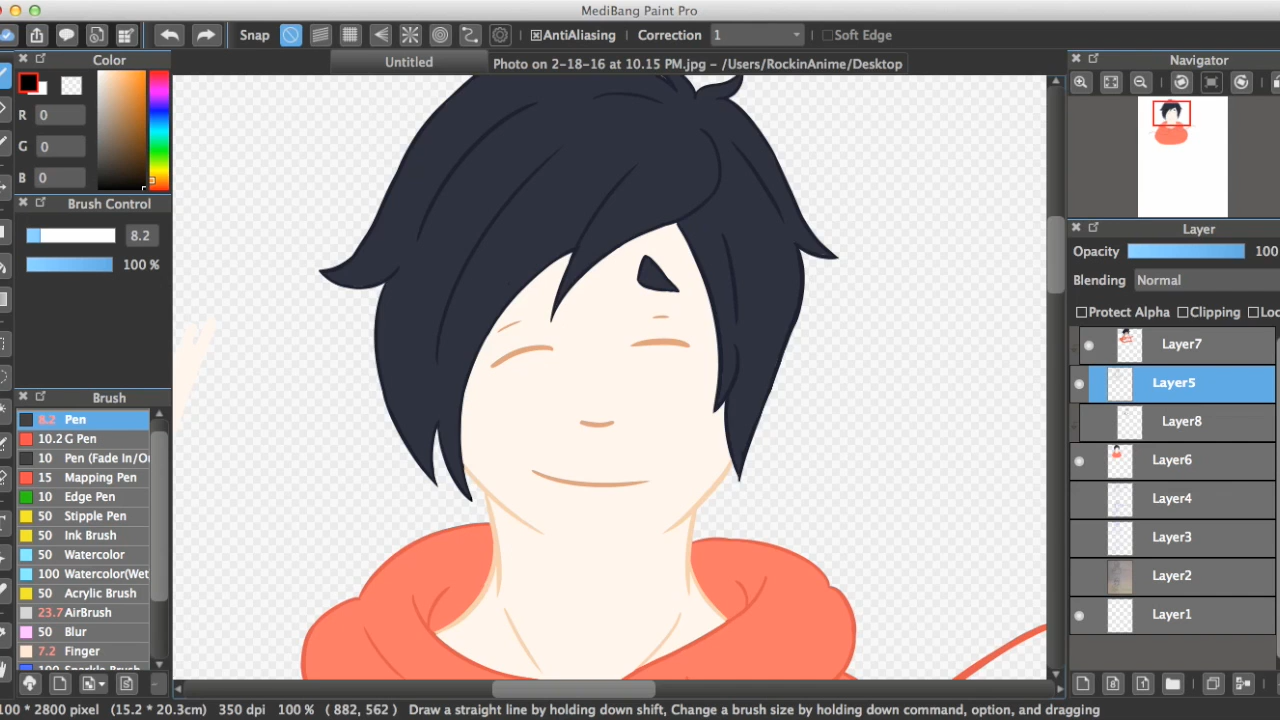 MediBang Paint Pro
Snap
AntiAliasing
Correction
1
Soft Edge
Color
Untitled
Photo on 2-18-16 at 10.15 PM.jpg – /Users/RockinAnime/Desktop
Navigator
R 0
G 0
B 0
Brush Control
8.2
100 %
Layer
Opacity 100
Blending Normal
Protect Alpha
Clipping
Loc
Layer7
Layer5
Layer8
Layer6
Layer4
Layer3
Layer2
Layer1
Brush
8.2 Pen
10.2 G Pen
10 Pen (Fade In/Ou
15 Mapping Pen
10 Edge Pen
50 Stipple Pen
50 Ink Brush
50 Watercolor
100 Watercolor(Wet
50 Acrylic Brush
23.7 AirBrush
50 Blur
7.2 Finger
100 Sparkle Brush
100 * 2800 pixel (15.2 * 20.3cm) 350 dpi 100 % ( 882, 562 ) Draw a straight line by holding down shift, Change a brush size by holding down command, option, and dragging